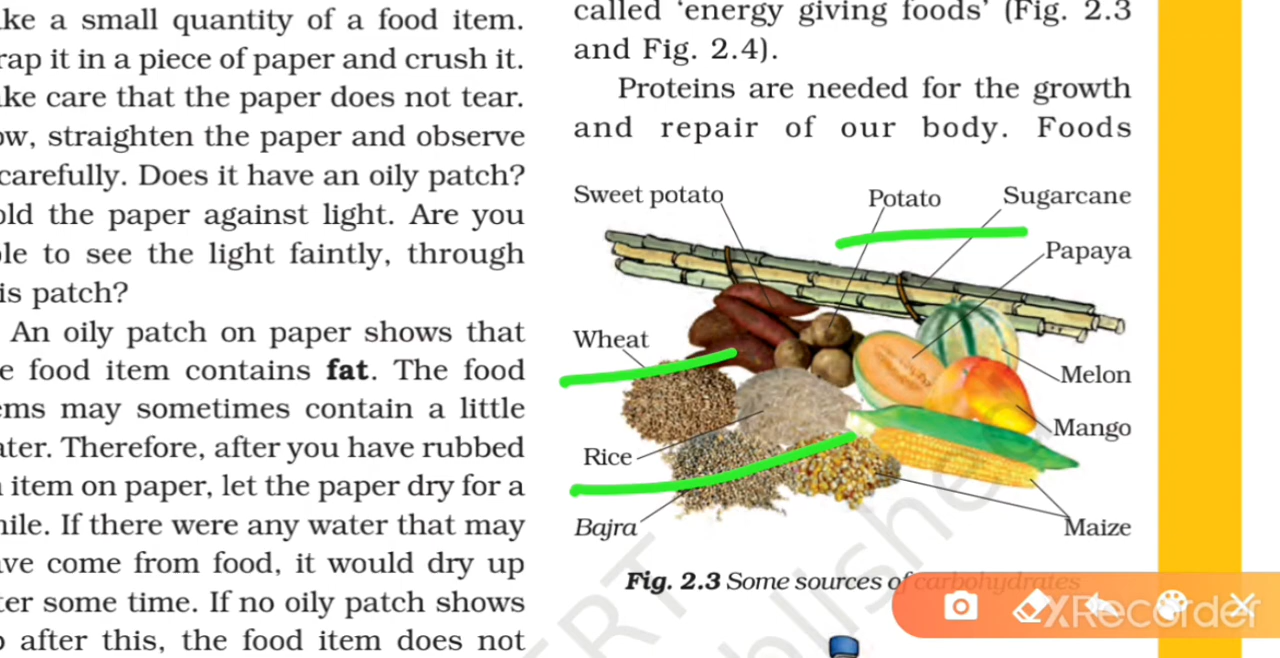 ke a small quantity of a food item.
rap it in a piece of paper and crush it.
ke care that the paper does not tear.
ow, straighten the paper and observe
carefully. Does it have an oily patch?
old the paper against light. Are you
le to see the light faintly, through
is patch?
An oily patch on paper shows that
e food item contains fat. The food
ems may sometimes contain a little
ater. Therefore, after you have rubbed
item on paper, let the paper dry for a
hile. If there were any water that may
ave come from food, it would dry up
ter some time. If no oily patch shows
after this, the food item does not
called ‘energy giving foods’ (Fig. 2.3
and Fig. 2.4).
Proteins are needed for the growth
and repair of our body. Foods
Sweet potato
Potato
Sugarcane
Papaya
Wheat
Melon
Mango
Rice
Bajra
Maize
Fig. 2.3 Some sources of carbohydrates
XRecorder